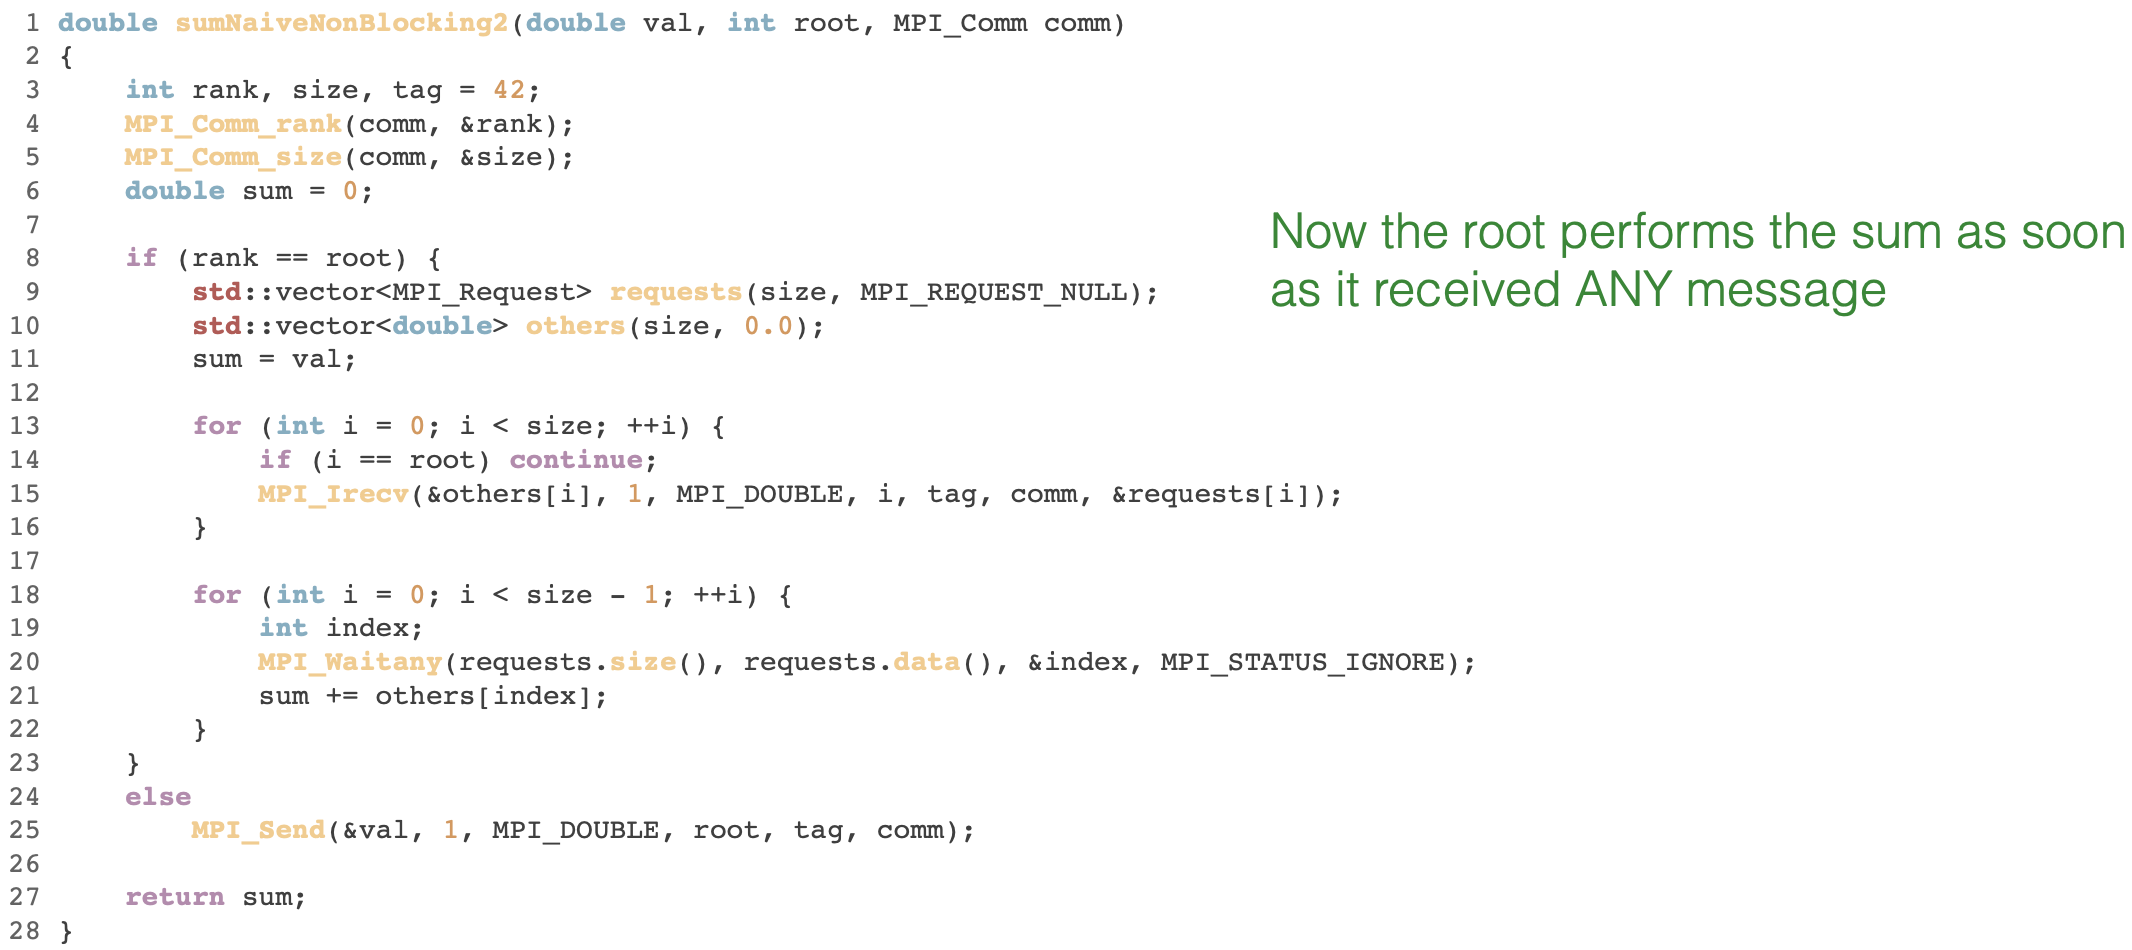 1 double sumNaiveNonBlocking2(double val, int root, MPI_Comm comm)
2 {
3     int rank, size, tag = 42;
4     MPI_Comm_rank(comm, &rank);
5     MPI_Comm_size(comm, &size);
6     double sum = 0;
7
8     if (rank == root) {
9         std::vector<MPI_Request> requests(size, MPI_REQUEST_NULL);
10         std::vector<double> others(size, 0.0);
11         sum = val;
12
13         for (int i = 0; i < size; ++i) {
14             if (i == root) continue;
15             MPI_Irecv(&others[i], 1, MPI_DOUBLE, i, tag, comm, &requests[i]);
16         }
17
18         for (int i = 0; i < size - 1; ++i) {
19             int index;
20             MPI_Waitany(requests.size(), requests.data(), &index, MPI_STATUS_IGNORE);
21             sum += others[index];
22         }
23     }
24     else
25         MPI_Send(&val, 1, MPI_DOUBLE, root, tag, comm);
26
27     return sum;
28 }
Now the root performs the sum as soon
as it received ANY message